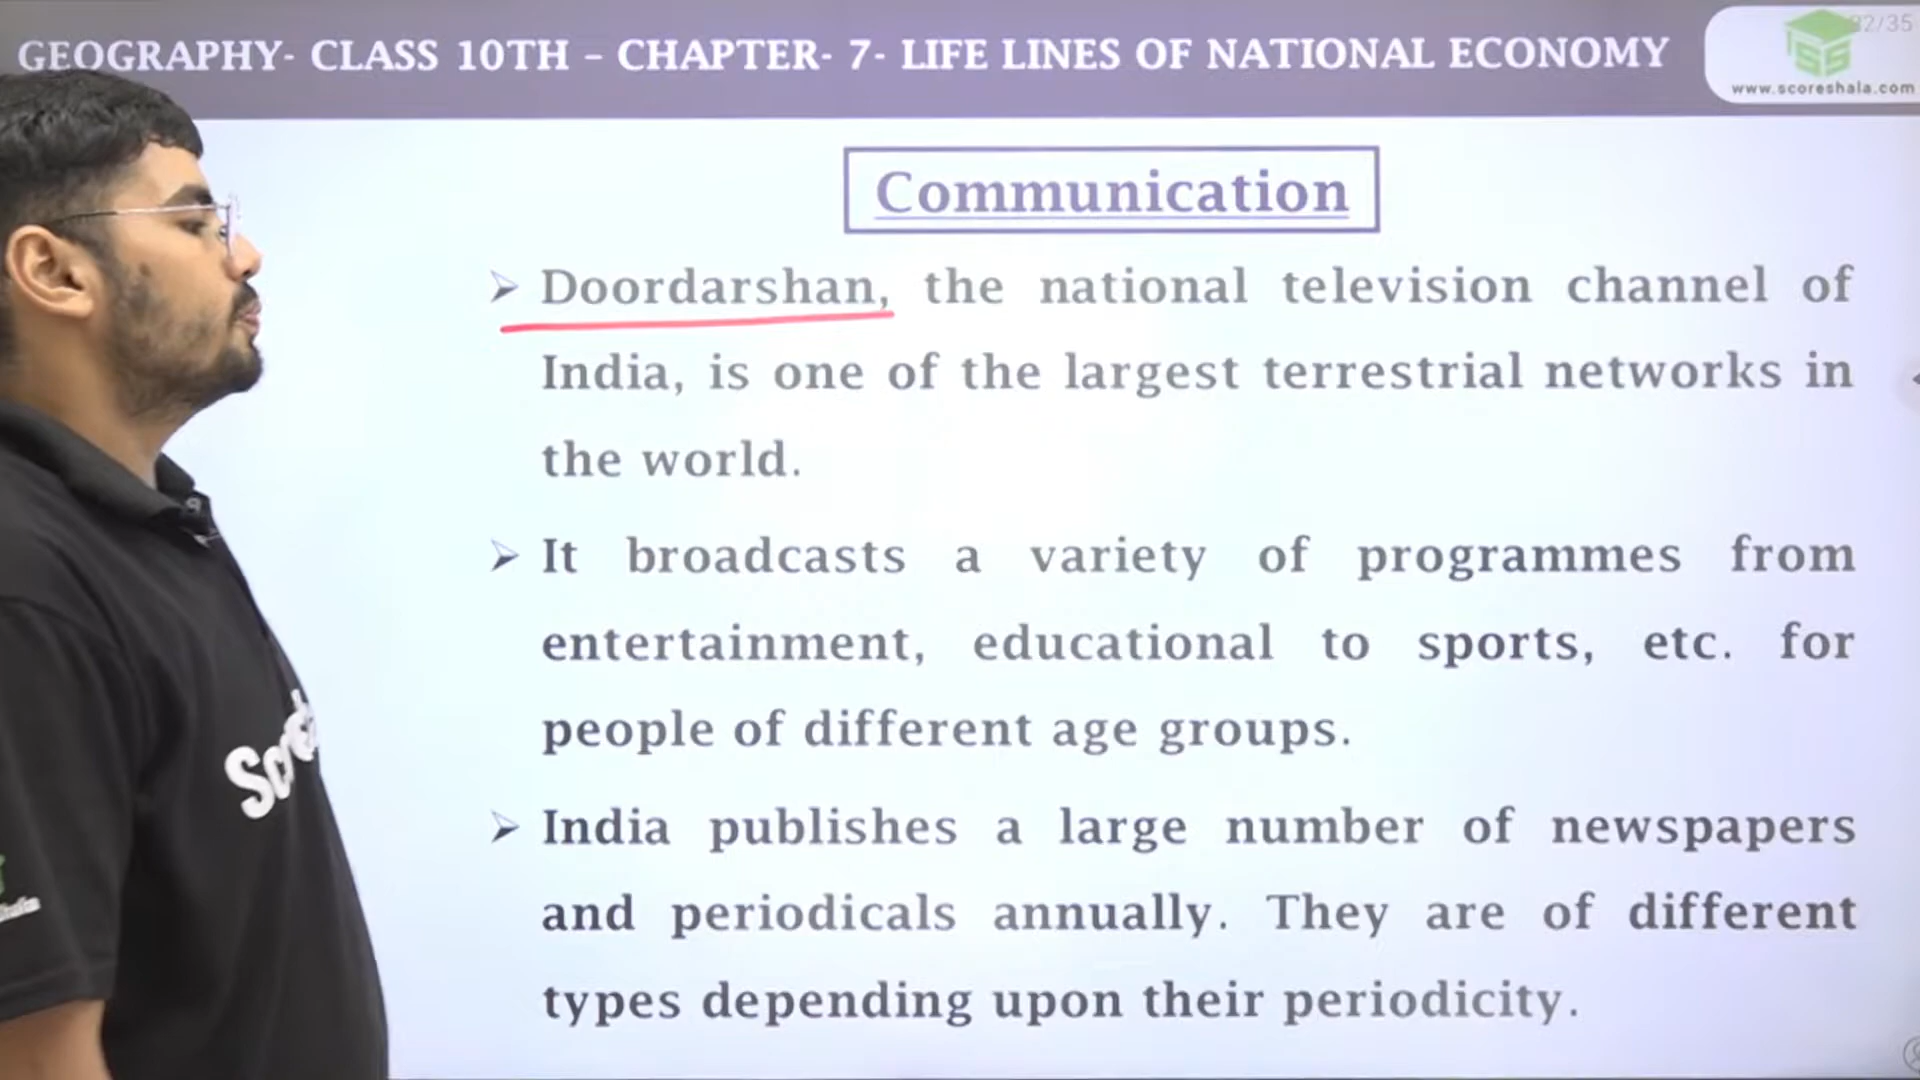 GEOGRAPHY- CLASS 10TH – CHAPTER- 7- LIFE LINES OF NATIONAL ECONOMY
32/35
www.scoreshala.com
Communication
➢ Doordarshan, the national television channel of
India, is one of the largest terrestrial networks in
the world.
➢ It broadcasts a variety of programmes from
entertainment, educational to sports, etc. for
people of different age groups.
➢ India publishes a large number of newspapers
and periodicals annually. They are of different
types depending upon their periodicity.